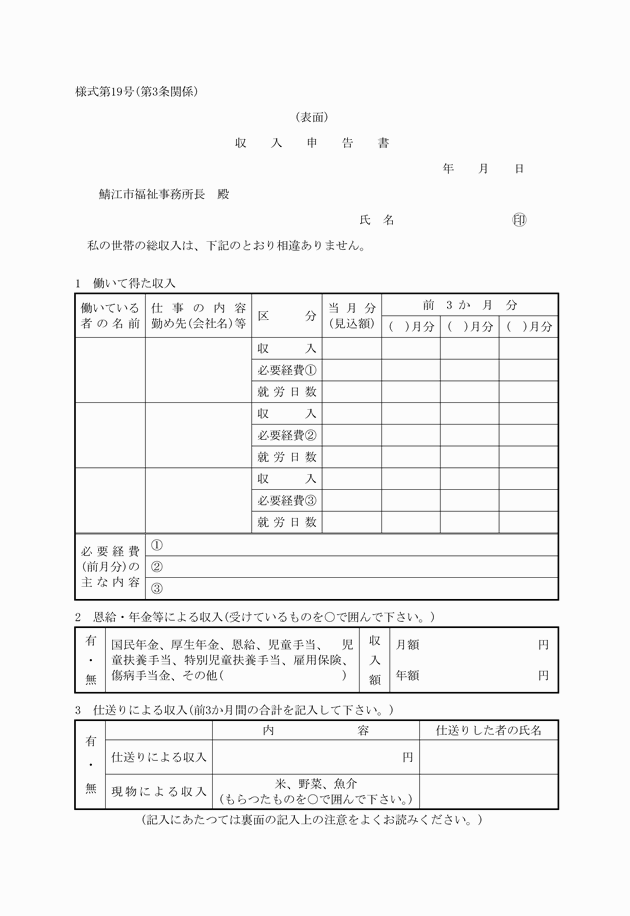 様式第19号(第3条関係)
(表面)
収入申告書
年　月　日
鯖江市福祉事務所長　殿
氏　名　㊞
私の世帯の総収入は、下記のとおり相違ありません。
1　働いて得た収入
働いている者の名前　仕事の内容勤め先(会社名)等　区分　当月分(見込額)　前3か月分
(　)月分　(　)月分　(　)月分
収入
必要経費①
就労日数
収入
必要経費②
就労日数
収入
必要経費③
就労日数
必要経費(前月分)の主な内容
①
②
③
2　恩給・年金等による収入(受けているものを○で囲んで下さい。)
有・無
国民年金、厚生年金、恩給、児童手当、　児
童扶養手当、特別児童扶養手当、雇用保険、
傷病手当金、その他(　)
収入額
月額　円
年額　円
3　仕送りによる収入(前3か月間の合計を記入して下さい。)
有・無
内容　仕送りした者の氏名
仕送りによる収入　円
現物による収入　米、野菜、魚介
(もらつたものを○で囲んで下さい。)
(記入にあたつては裏面の記入上の注意をよくお読みください。)